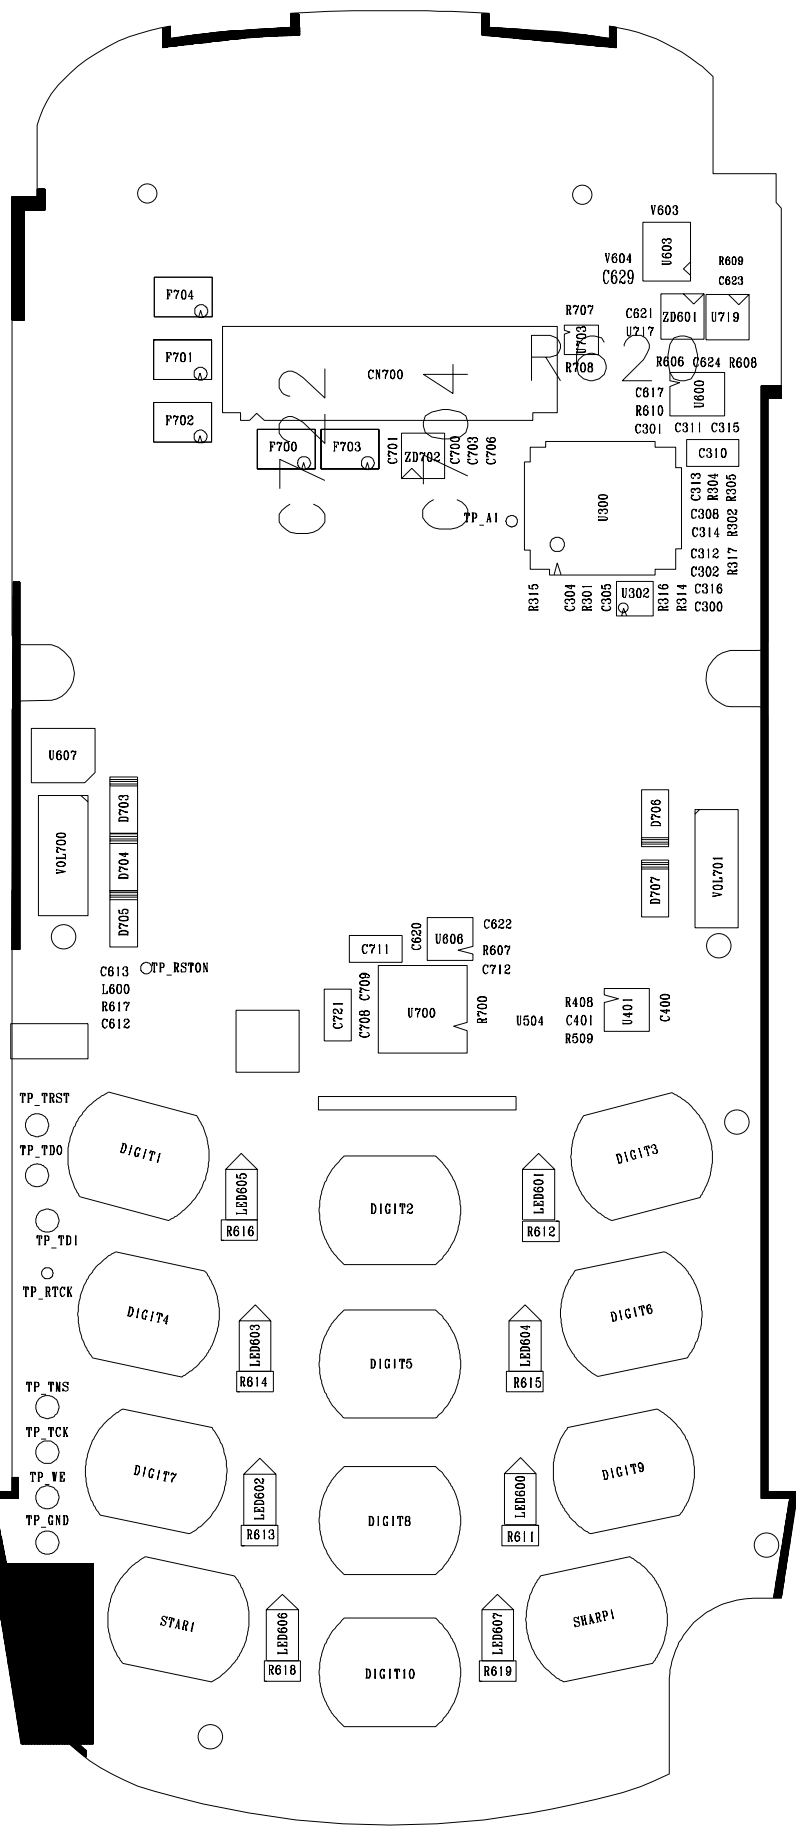 V603
U603
V604
R609
C629
C623
F704
R707
C621
ZD601
U719
U717
U703
F701
R620
CN700
R708
R606
C624
R608
C617
U600
R610
F702
C301
C311
C315
F700
F703
C722
C704
C701
ZD702
C700
C703
C706
C310
U300
C313
R304
R305
TP_A1
C308
R302
C314
C312
R317
C302
R315
C304
R301
C305
U302
R316
R314
C316
C300
U607
D703
D706
VOL700
D704
VOL701
D707
D705
C620
C622
U606
C711
R607
C613
TP_RSTON
C712
L600
C709
R617
C721
U700
R700
R408
U401
C400
C612
C708
U504
C401
R509
TP_TRST
TP_TDO
DIGIT1
DIGIT3
LED605
LED601
DIGIT2
R616
R612
TP_TDI
TP_RTCK
DIGIT4
DIGIT6
LED603
LED604
DIGIT5
R614
R615
TP_TNS
TP_TCK
DIGIT7
DIGIT9
TP_WE
LED602
LED600
TP_GND
DIGIT8
R613
R611
STAR1
SHARP1
LED606
LED607
R618
DIGIT10
R619